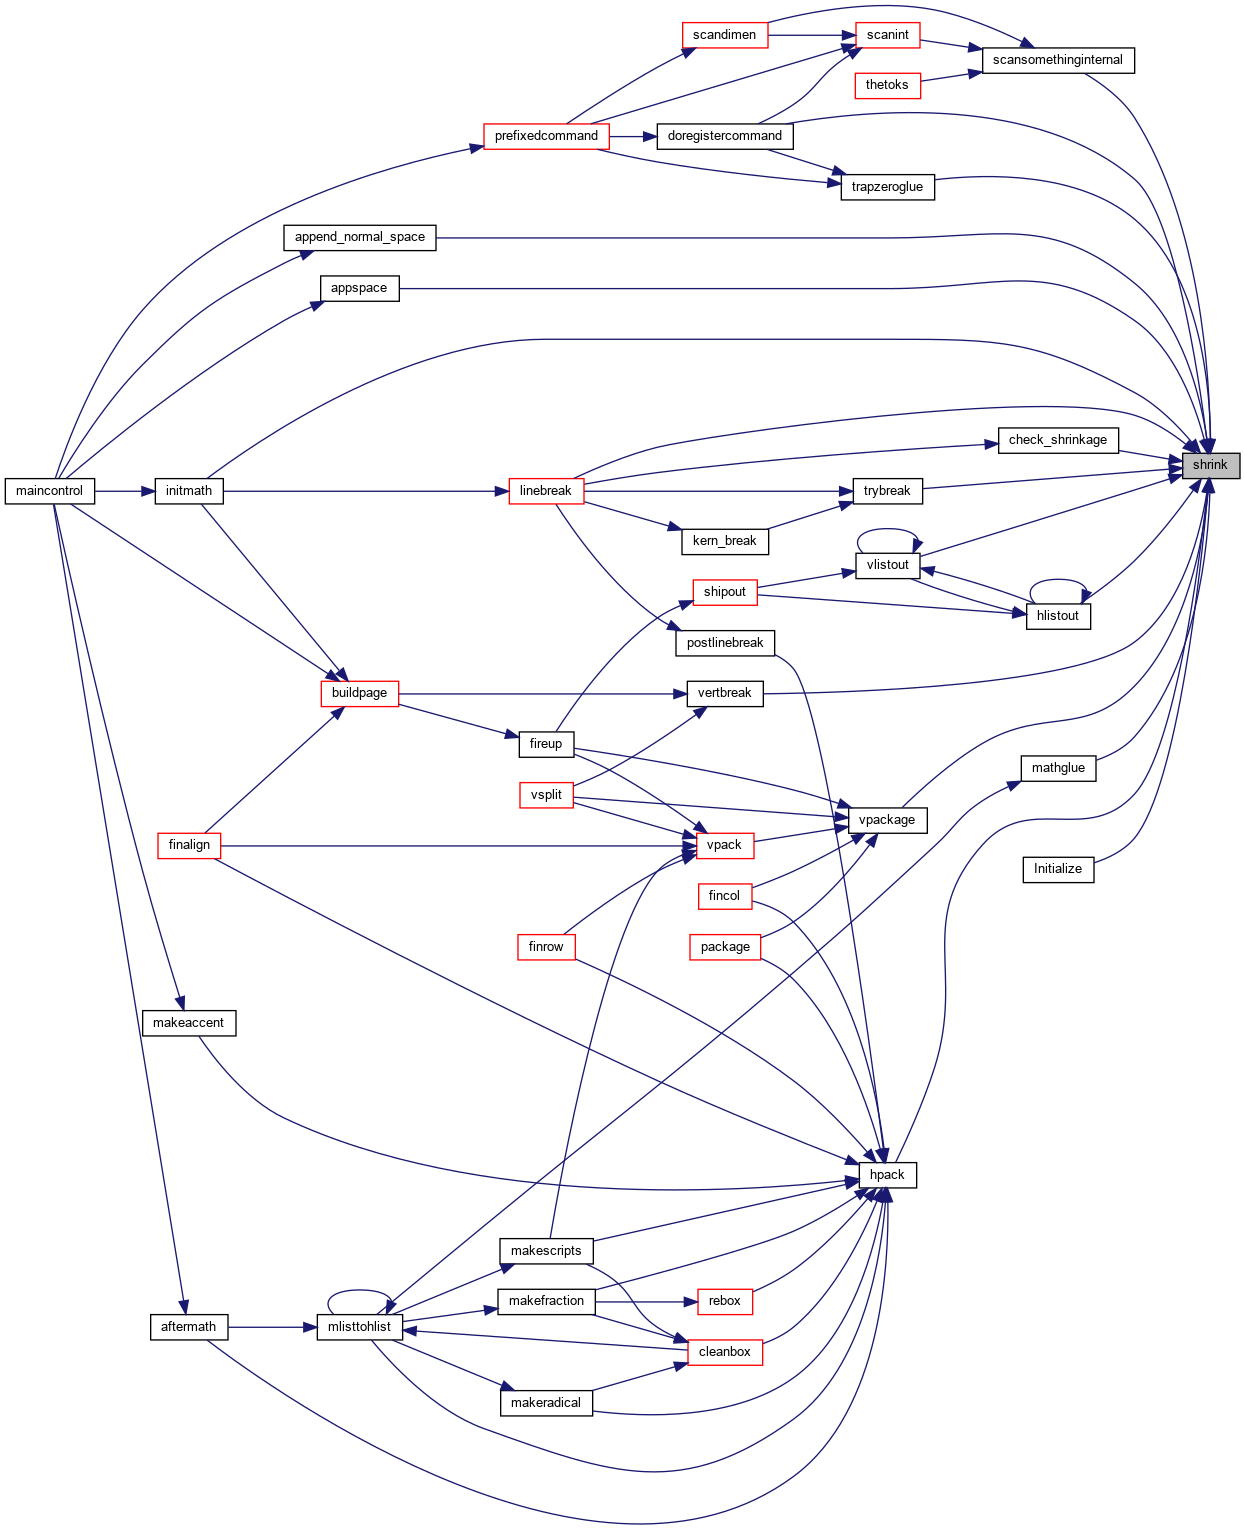 scandimen
scanint
scansomethinginternal
thetoks
prefixedcommand
doregistercommand
trapzeroglue
append_normal_space
appspace
check_shrinkage
shrink
maincontrol
initmath
linebreak
trybreak
kern_break
vlistout
shipout
hlistout
postlinebreak
buildpage
vertbreak
fireup
mathglue
vsplit
vpackage
finalign
vpack
Initialize
fincol
finrow
package
makeaccent
hpack
makescripts
makefraction
rebox
aftermath
mlisttohlist
cleanbox
makeradical